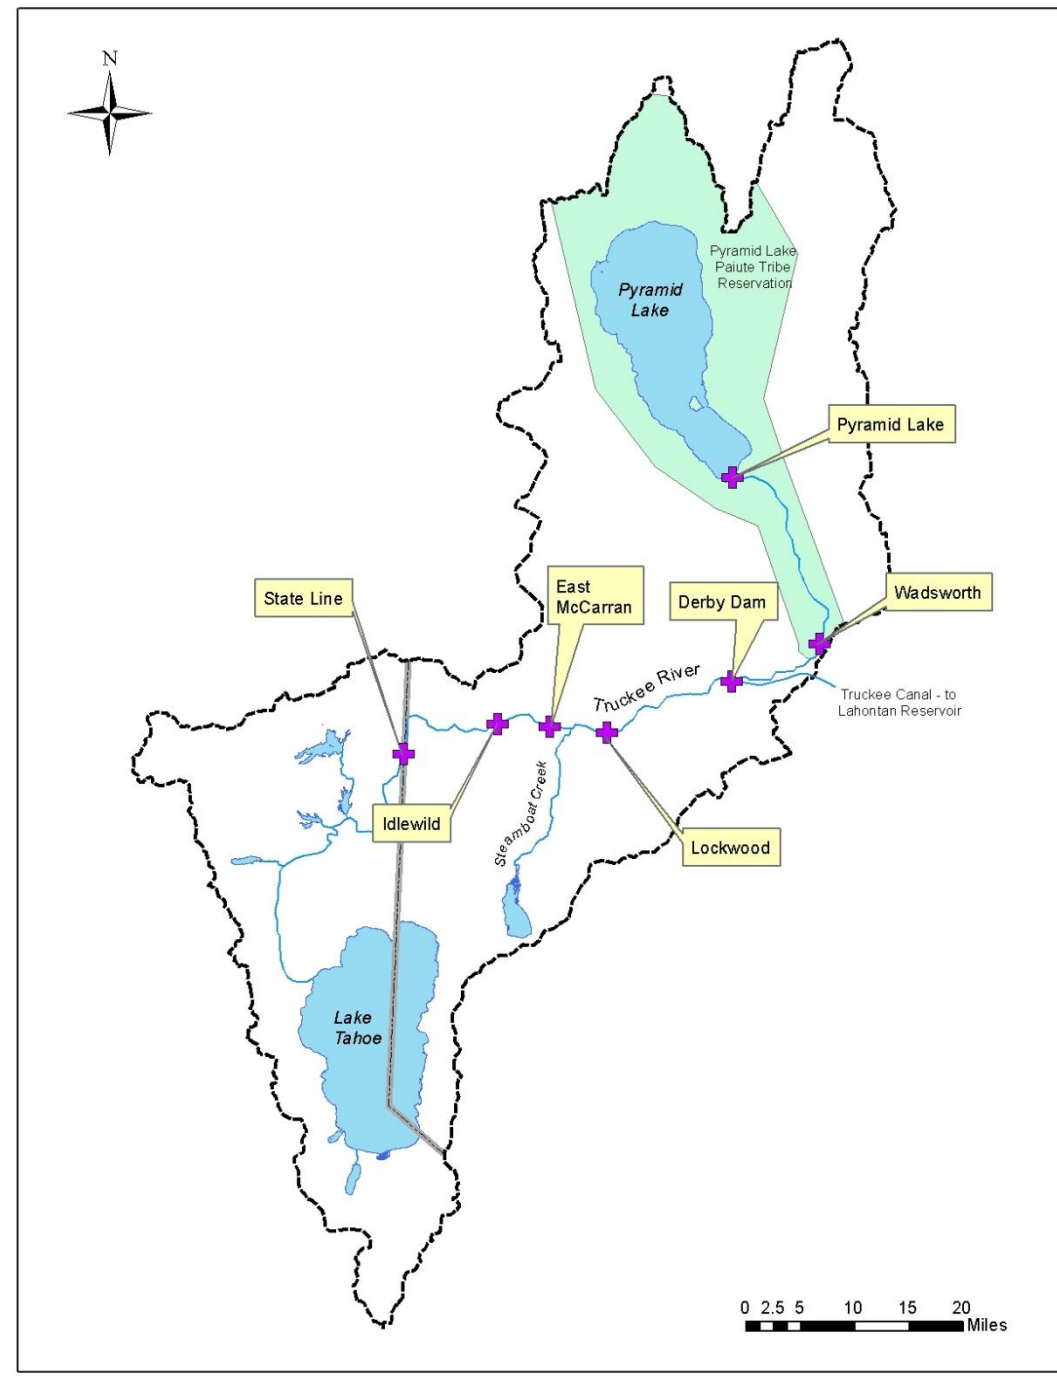 N
Pyramid Lake
Paiute Tribe
Reservation
Pyramid
Lake
Pyramid Lake
State Line
East
McCarran
Derby Dam
Wadsworth
Truckee River
Truckee Canal - to
Lahontan Reservoir
Idlewild
Steamboat Creek
Lockwood
Lake
Tahoe
0 2.5 5 10 15 20
Miles